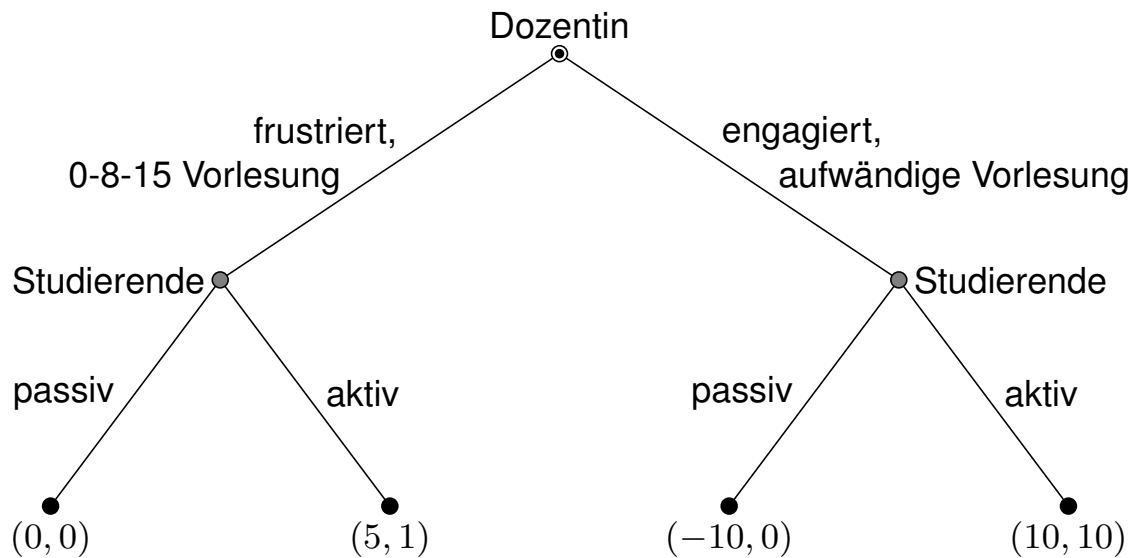 Dozentin
frustriert,
0-8-15 Vorlesung
engagiert,
aufwändige Vorlesung
Studierende
Studierende
passiv
aktiv
passiv
aktiv
(0, 0)
(5, 1)
(−10, 0)
(10, 10)